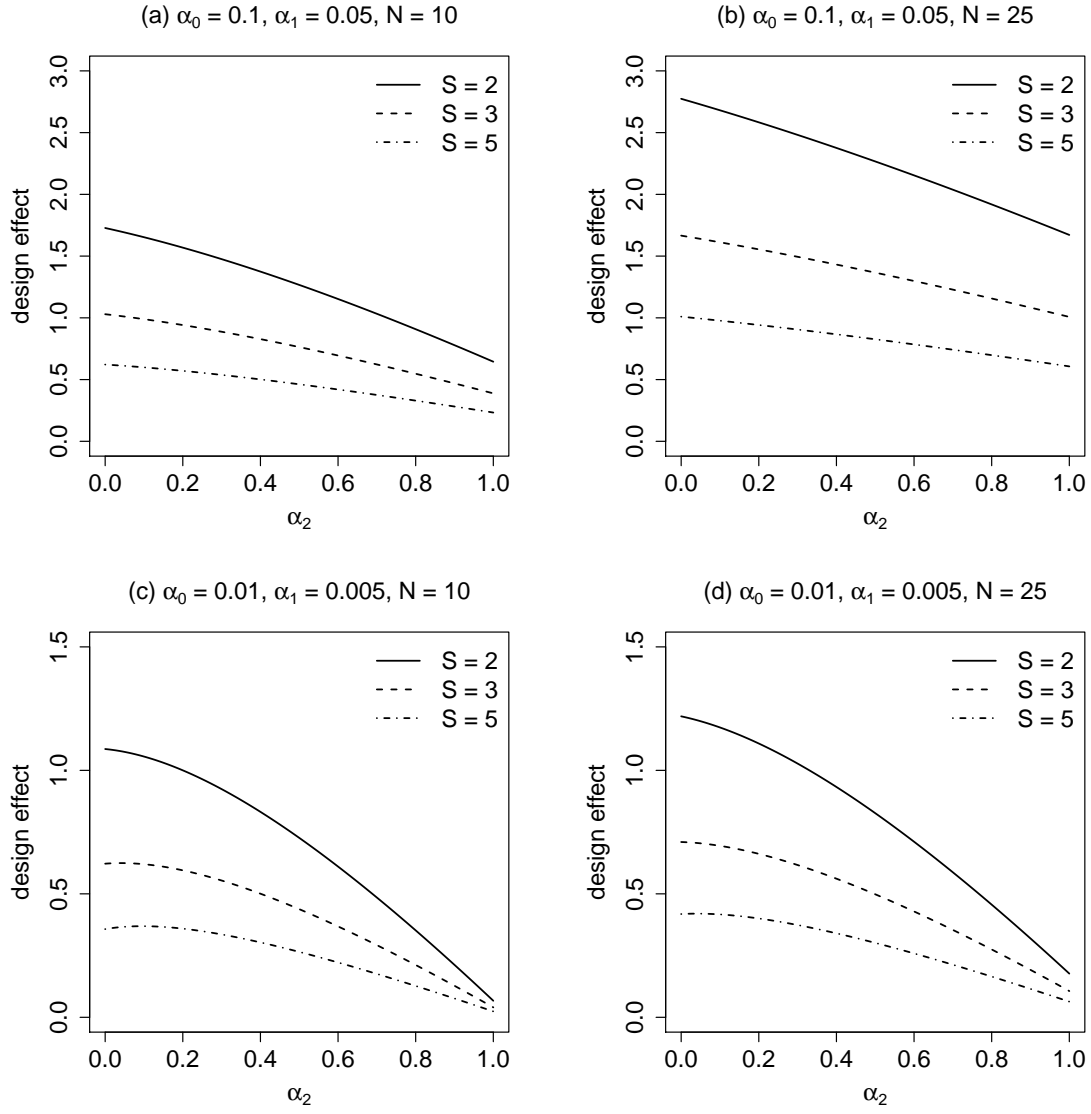 (a) α₀ = 0.1, α₁ = 0.05, N = 10
design effect
3.0
2.5
2.0
1.5
1.0
0.5
0.0
S = 2
S = 3
S = 5
0.0 0.2 0.4 0.6 0.8 1.0
α₂
(b) α₀ = 0.1, α₁ = 0.05, N = 25
design effect
3.0
2.5
2.0
1.5
1.0
0.5
0.0
S = 2
S = 3
S = 5
0.0 0.2 0.4 0.6 0.8 1.0
α₂
(c) α₀ = 0.01, α₁ = 0.005, N = 10
design effect
1.5
1.0
0.5
0.0
S = 2
S = 3
S = 5
0.0 0.2 0.4 0.6 0.8 1.0
α₂
(d) α₀ = 0.01, α₁ = 0.005, N = 25
design effect
1.5
1.0
0.5
0.0
S = 2
S = 3
S = 5
0.0 0.2 0.4 0.6 0.8 1.0
α₂